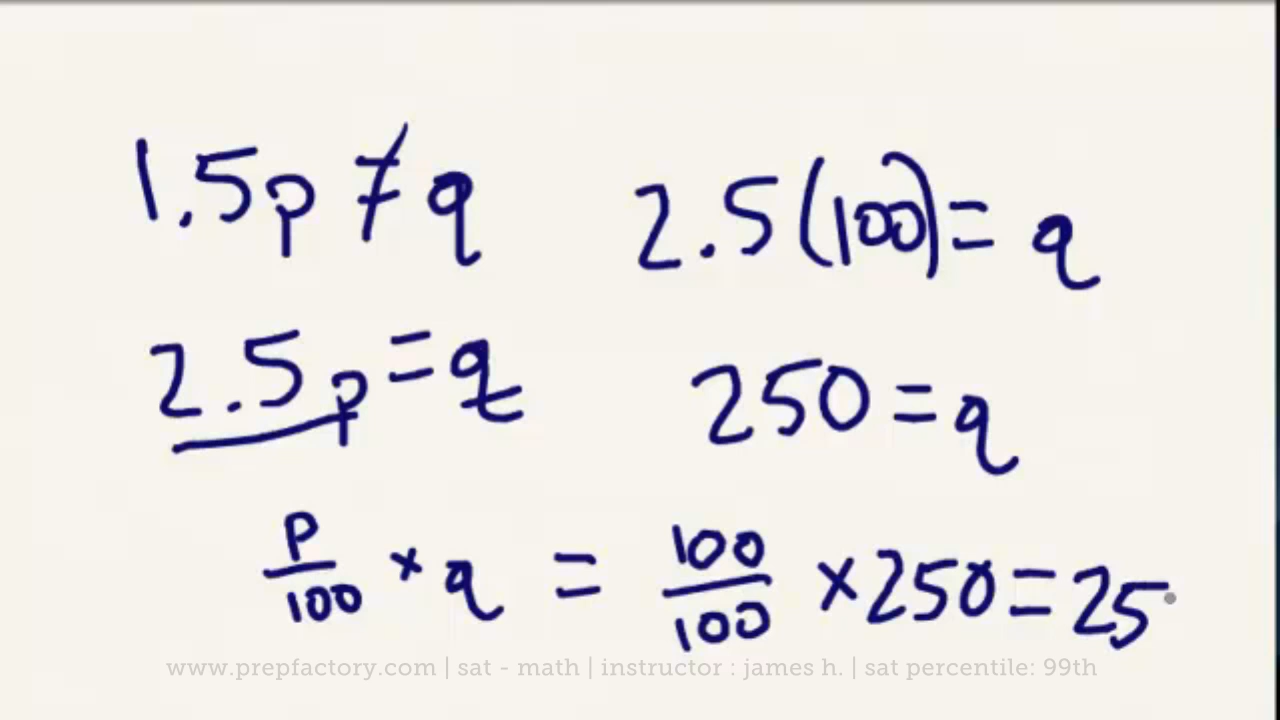 1.5p ≠ q
2.5p = q
2.5(100) = q
250 = q
p/100 × q = 100/100 × 250 = 25
www.prepfactory.com | sat - math | instructor : james h. | sat percentile: 99th